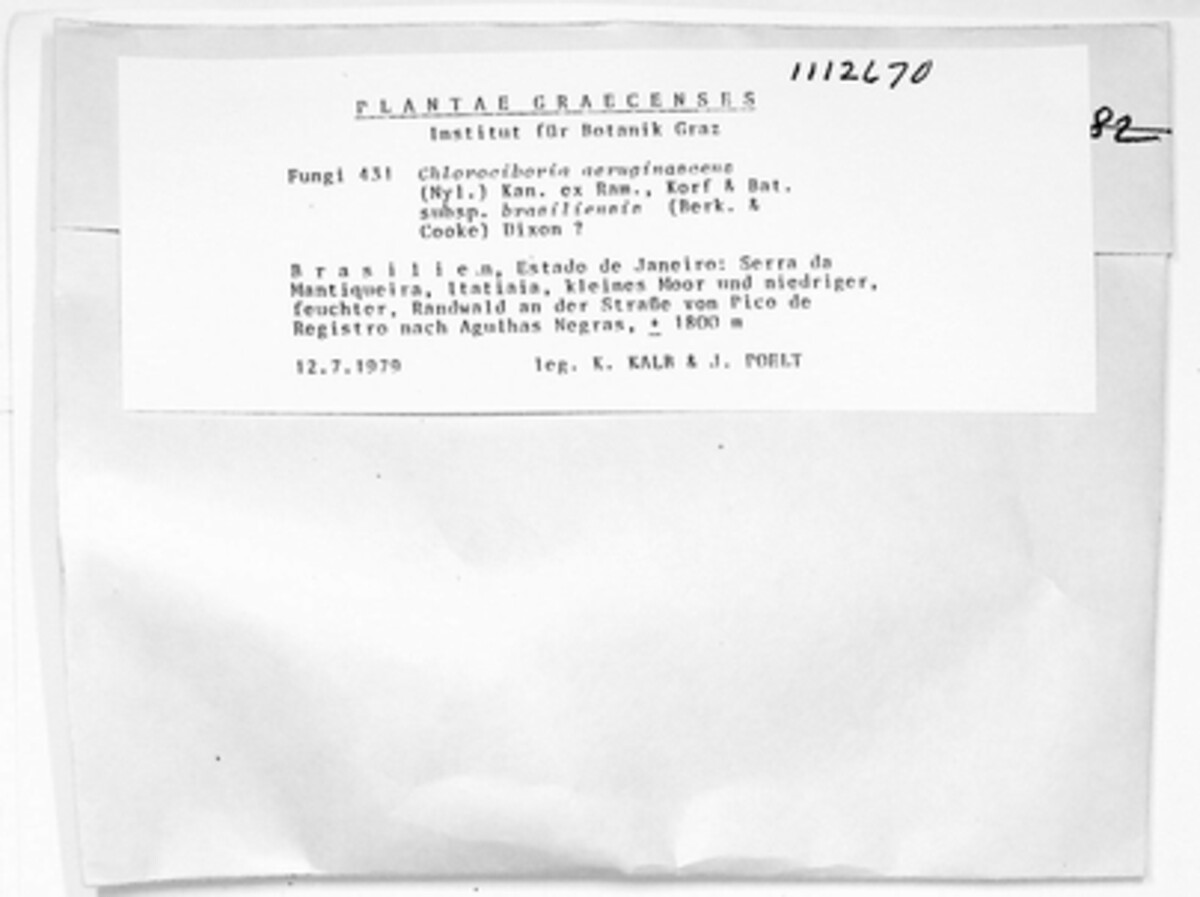 1112670
PLANTAE GRAECENSES
82
Institut für Botanik Graz
Fungi 431 Chlorociboria aeruginascens
(Nyl.) Kan. ex Ram., Korf & Bat.
subsp. brasiliensis (Berk. &
Cooke) Dixon ?
Brasilien, Estado de Janeiro: Serra da
Mantiqueira, Itatiaia, kleines Moor und niedriger,
feuchter, Randwald an der Straße vom Pico de
Registro nach Agulhas Negras, ± 1800 m
12.7.1979 leg. K. KALB & J. POELT